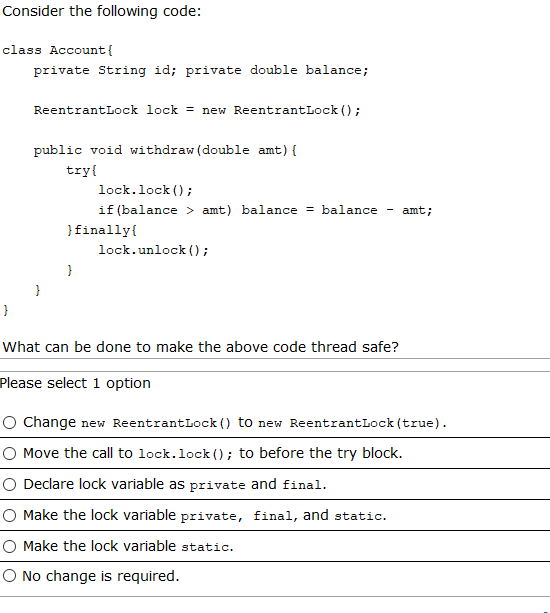 Consider the following code:
class Account{
    private String id; private double balance;
    ReentrantLock lock = new ReentrantLock();
    public void withdraw(double amt){
        try{
            lock.lock();
            if(balance > amt) balance = balance - amt;
        }finally{
            lock.unlock();
        }
    }
}
What can be done to make the above code thread safe?
Please select 1 option
Change new ReentrantLock() to new ReentrantLock(true).
Move the call to lock.lock(); to before the try block.
Declare lock variable as private and final.
Make the lock variable private, final, and static.
Make the lock variable static.
No change is required.